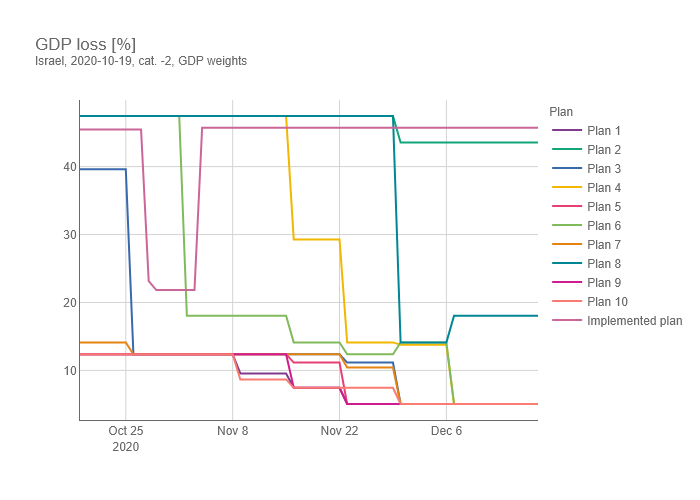 GDP loss [%]
Israel, 2020-10-19, cat. -2, GDP weights
40
30
20
10
Oct 25
2020
Nov 8
Nov 22
Dec 6
Plan
Plan 1
Plan 2
Plan 3
Plan 4
Plan 5
Plan 6
Plan 7
Plan 8
Plan 9
Plan 10
Implemented plan